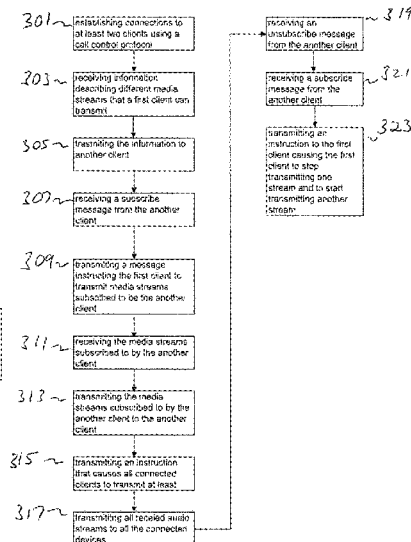 301
establishing connections to
at least two clients using a
call control protocol
303
receiving information
describing different media
streams that a first client can
transmit
305
transmitting the information to
another client
307
receiving a subscribe
message from the another
client
309
transmitting a message
instructing the first client to
transmit media streams
subscribed to be the another
client
311
receiving the media streams
subscribed to by the another
client
313
transmitting the media
streams subscribed to by the
another client to the another
client
315
transmitting an instruction
that causes all connected
clients to transmit at least
317
transmitting all received audio
streams to all the connected
devices
319
receiving an
unsubscribe message
from the another client
321
receiving a subscribe
message from the
another client
323
transmitting an
instruction to the first
client causing the first
client to stop
transmitting one
stream and to start
transmitting another
stream